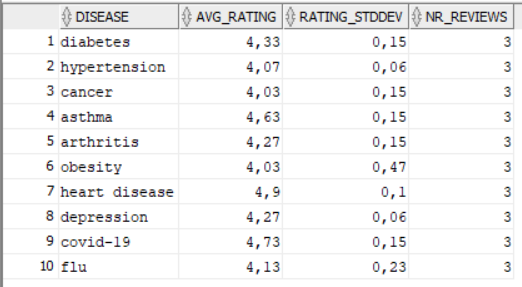 DISEASE AVG_RATING RATING_STDDEV NR_REVIEWS
1 diabetes 4,33 0,15 3
2 hypertension 4,07 0,06 3
3 cancer 4,03 0,15 3
4 asthma 4,63 0,15 3
5 arthritis 4,27 0,15 3
6 obesity 4,03 0,47 3
7 heart disease 4,9 0,1 3
8 depression 4,27 0,06 3
9 covid-19 4,73 0,15 3
10 flu 4,13 0,23 3